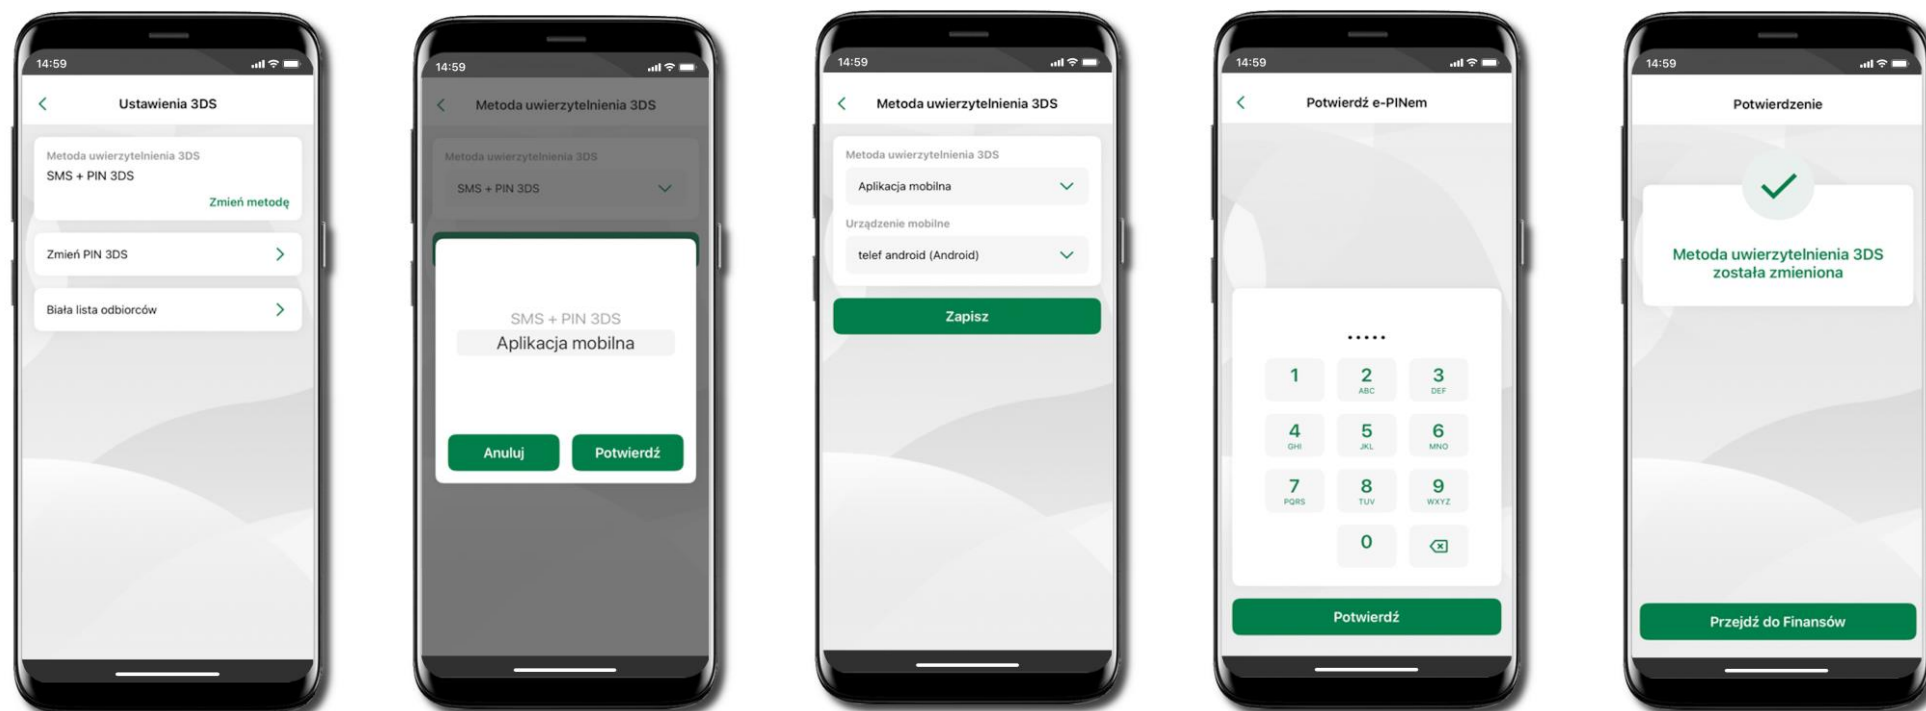 14:59
Ustawienia 3DS
Metoda uwierzytelnienia 3DS
SMS + PIN 3DS
Zmień metodę
Zmień PIN 3DS
Biała lista odbiorców
14:59
Metoda uwierzytelnienia 3DS
Metoda uwierzytelnienia 3DS
SMS + PIN 3DS
SMS + PIN 3DS
Aplikacja mobilna
Anuluj Potwierdź
14:59
Metoda uwierzytelnienia 3DS
Metoda uwierzytelnienia 3DS
Aplikacja mobilna
Urządzenie mobilne
telef android (Android)
Zapisz
14:59
Potwierdź e-PINem
1 2 3
ABC DEF
4 5 6
GHI JKL MNO
7 8 9
PQRS TUV WXYZ
0
Potwierdź
14:59
Potwierdzenie
Metoda uwierzytelnienia 3DS
została zmieniona
Przejdź do Finansów